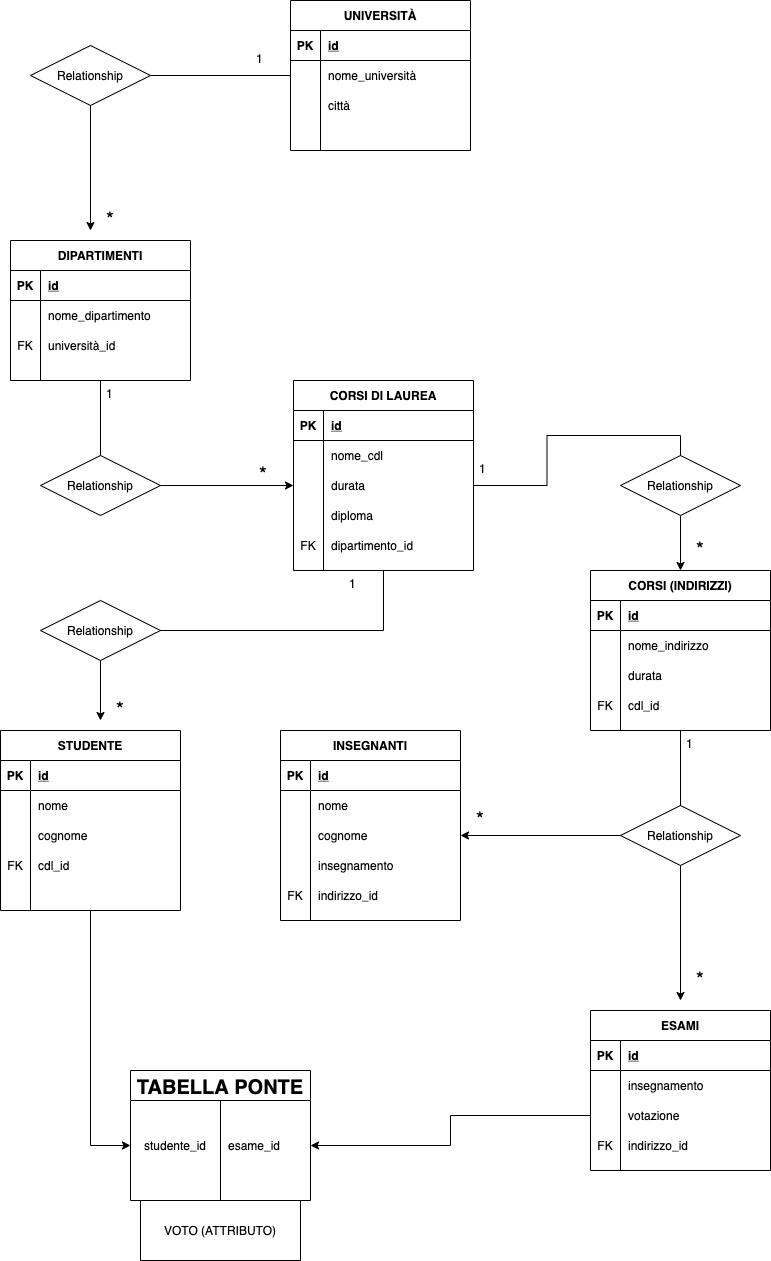 UNIVERSITÀ
PK id
nome_università
città
1
Relationship
*
DIPARTIMENTI
PK id
nome_dipartimento
FK università_id
1
Relationship
*
CORSI DI LAUREA
PK id
nome_cdl
durata
diploma
FK dipartimento_id
1
Relationship
*
CORSI (INDIRIZZI)
PK id
nome_indirizzo
durata
FK cdl_id
1
1
Relationship
*
STUDENTE
PK id
nome
cognome
FK cdl_id
INSEGNANTI
PK id
nome
cognome
insegnamento
FK indirizzo_id
*
Relationship
*
ESAMI
PK id
insegnamento
votazione
FK indirizzo_id
TABELLA PONTE
studente_id esame_id
VOTO (ATTRIBUTO)